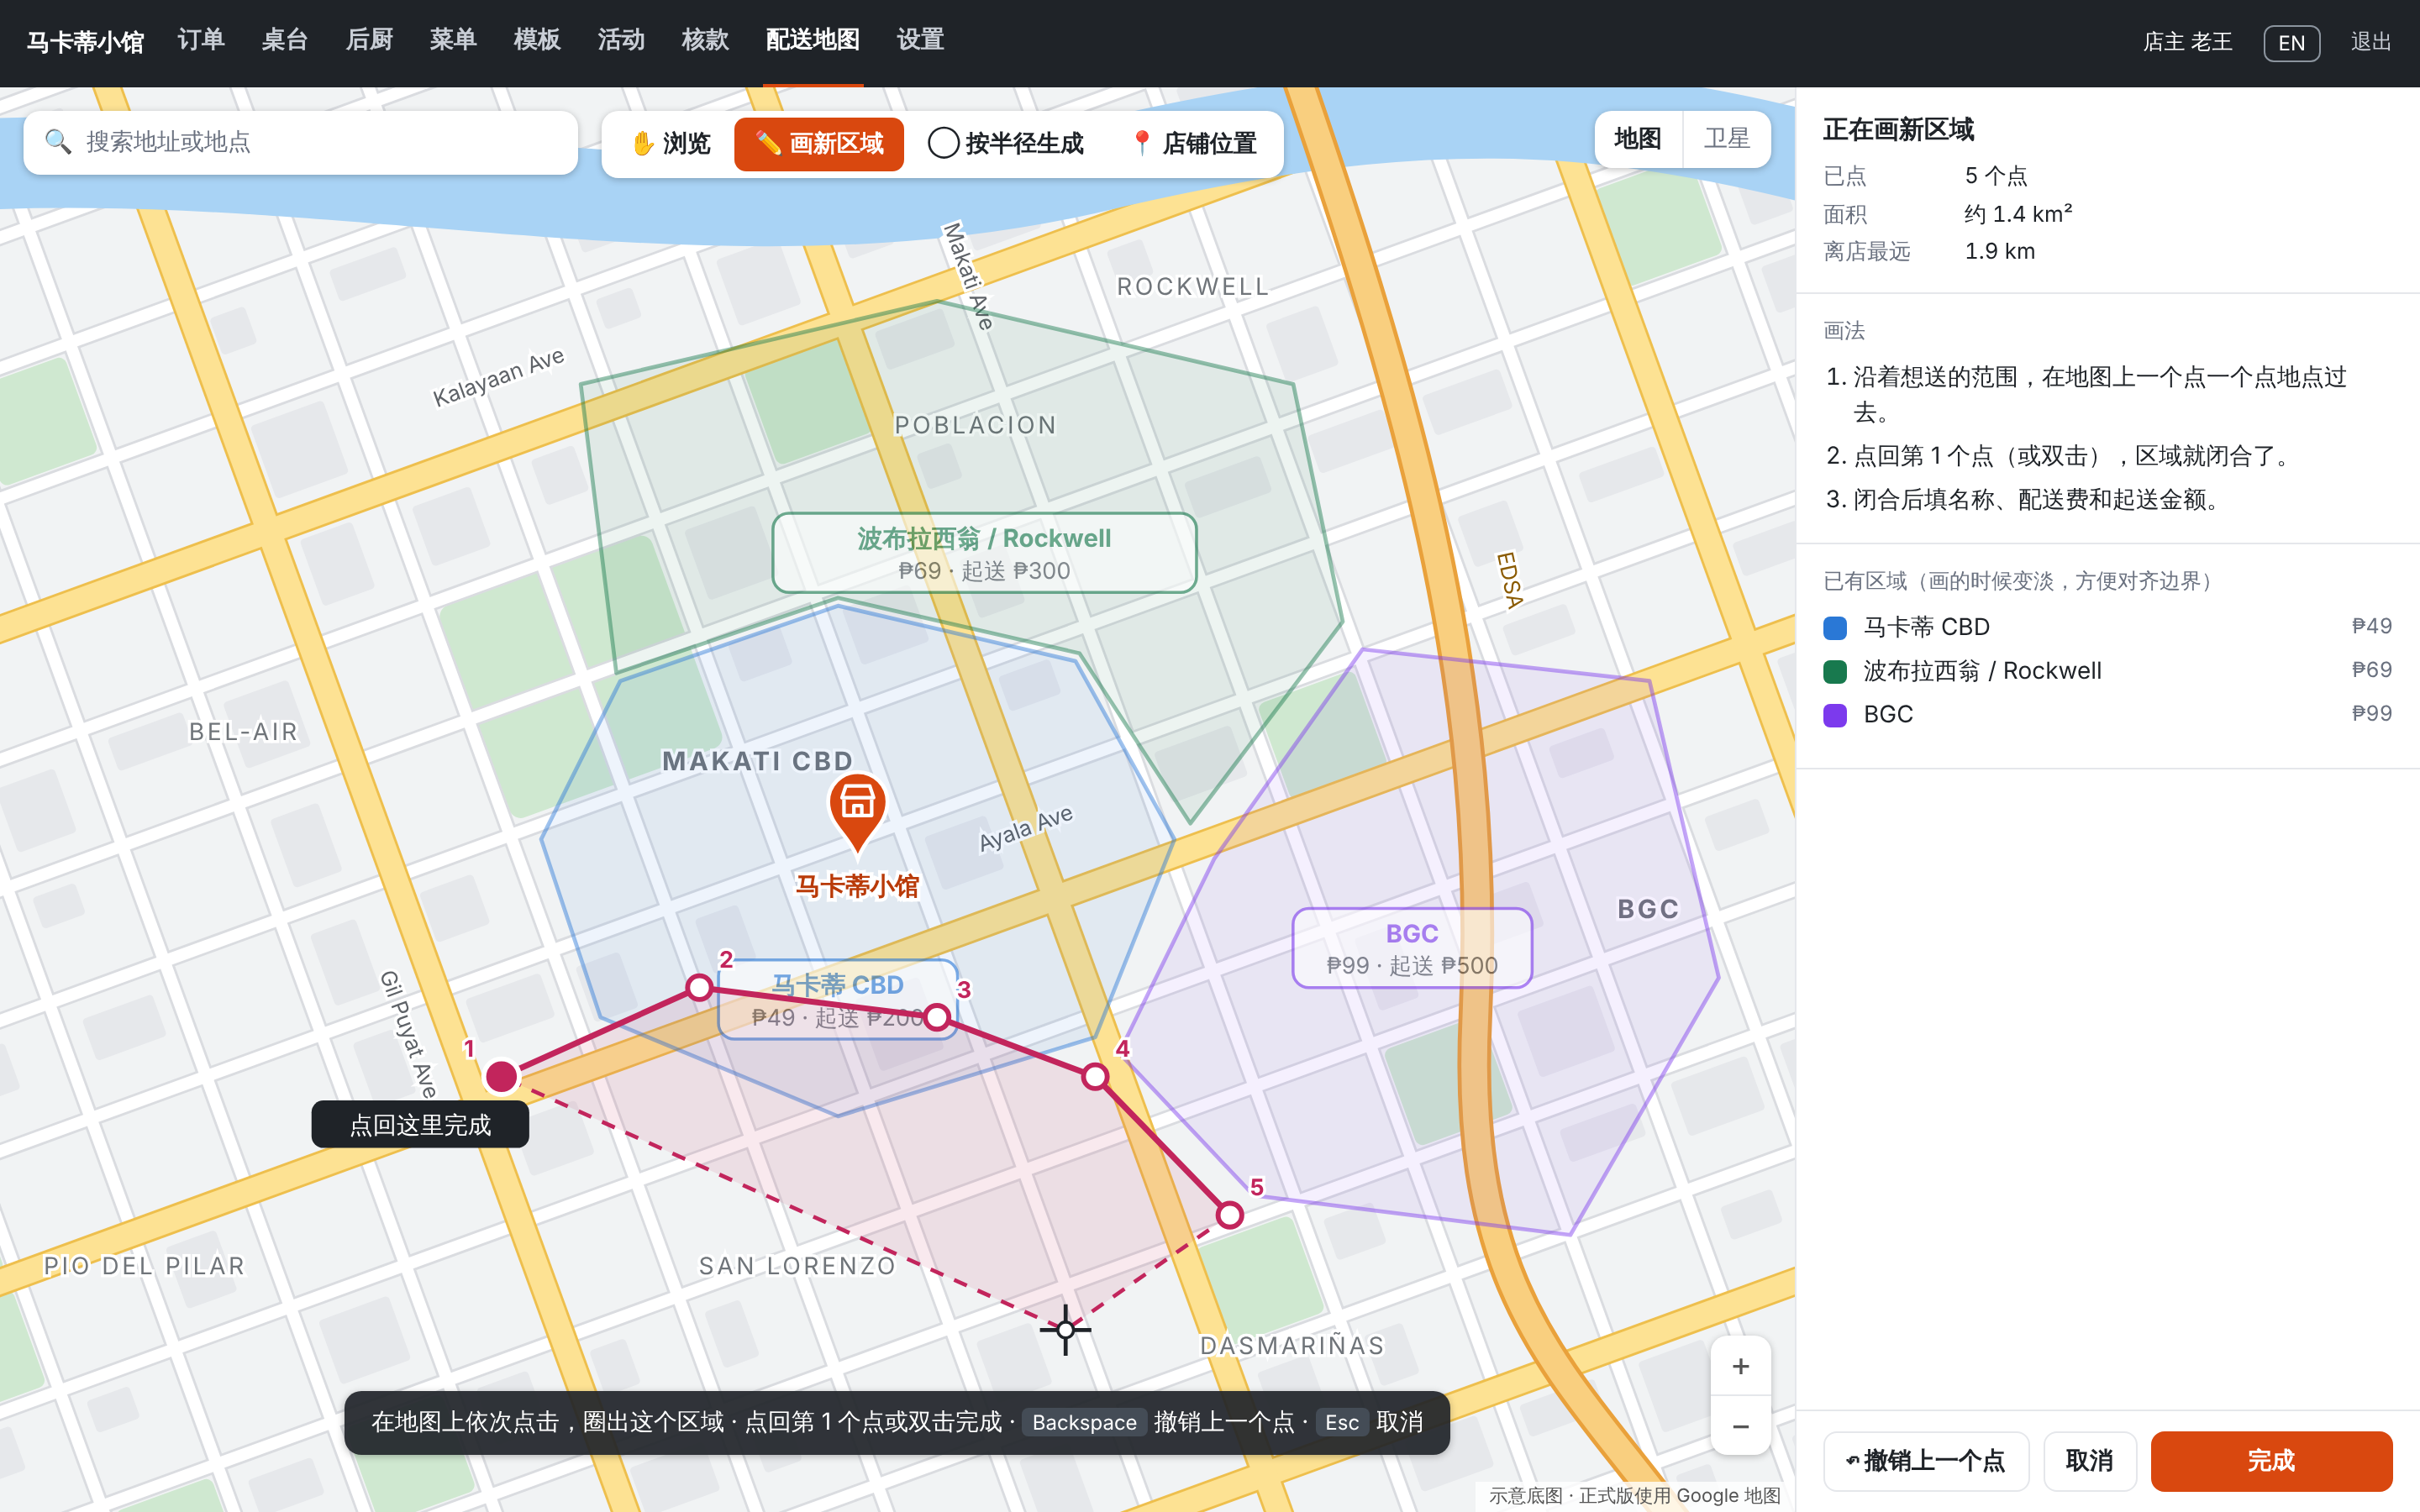 马卡蒂小馆 订单 桌台 后厨 菜单 模板 活动 核款 配送地图 设置 店主 老王 EN 退出
搜索地址或地点
浏览 画新区域 按半径生成 店铺位置
地图 卫星
Makati Ave
ROCKWELL
Kalayaan Ave
POBLACION
波布拉西翁 / Rockwell
₱69 · 起送 ₱300
EDSA
BEL-AIR
MAKATI CBD
Ayala Ave
马卡蒂小馆
BGC
BGC
₱99 · 起送 ₱500
Gil Puyat Ave
马卡蒂 CBD
₱49 · 起送 ₱200
1
2
3
4
5
点回这里完成
PIO DEL PILAR
SAN LORENZO
DASMARIÑAS
在地图上依次点击，圈出这个区域 · 点回第 1 个点或双击完成 · Backspace 撤销上一个点 · Esc 取消
+
−
示意底图 · 正式版使用 Google 地图
正在画新区域
已点 5 个点
面积 约 1.4 km²
离店最远 1.9 km
画法
1. 沿着想送的范围，在地图上一个点一个点地点过
去。
2. 点回第 1 个点（或双击），区域就闭合了。
3. 闭合后填名称、配送费和起送金额。
已有区域（画的时候变淡，方便对齐边界）
马卡蒂 CBD ₱49
波布拉西翁 / Rockwell ₱69
BGC ₱99
↶ 撤销上一个点 取消 完成